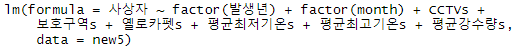 lm(formula = 사상자 ~ factor(발생년) + factor(month) + CCTVs +
보호구역s + 옐로카펫s + 평균최저기온s + 평균최고기온s + 평균강수량s,
data = new5)